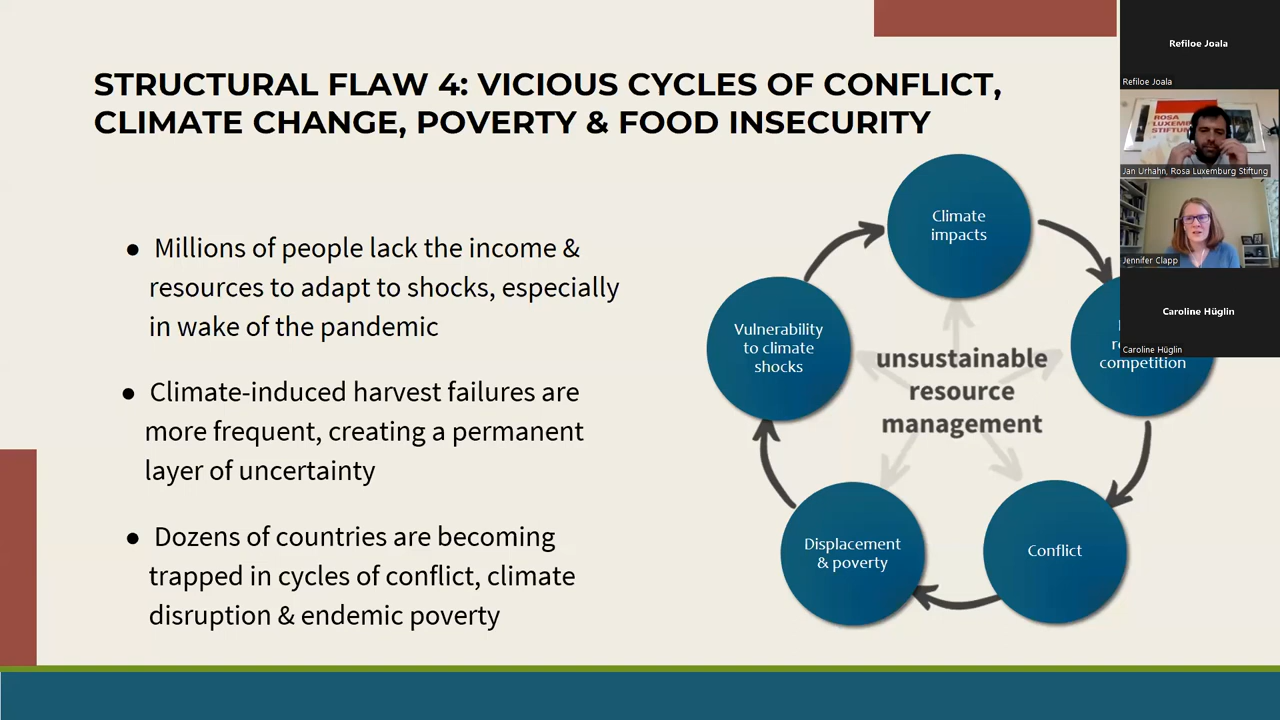 STRUCTURAL FLAW 4: VICIOUS CYCLES OF CONFLICT,
CLIMATE CHANGE, POVERTY & FOOD INSECURITY
● Millions of people lack the income &
resources to adapt to shocks, especially
in wake of the pandemic
● Climate-induced harvest failures are
more frequent, creating a permanent
layer of uncertainty
● Dozens of countries are becoming
trapped in cycles of conflict, climate
disruption & endemic poverty
Climate
impacts
competition
Conflict
Displacement
& poverty
Vulnerability
to climate
shocks
unsustainable
resource
management
Refiloe Joala
Refiloe Joala
ROSA
STIFTUN
Jan Urhahn, Rosa Luxemburg Stiftung
Jennifer Clapp
Caroline Hüglin
Caroline Hüglin